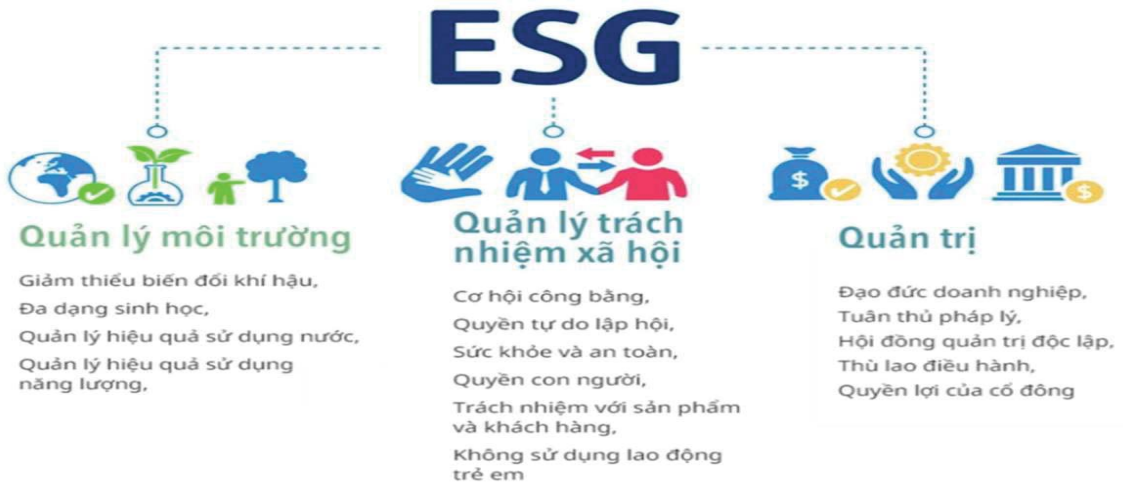 ESG
Quản lý môi trường
Giảm thiểu biến đổi khí hậu,
Đa dạng sinh học,
Quản lý hiệu quả sử dụng nước,
Quản lý hiệu quả sử dụng
năng lượng,
Quản lý trách
nhiệm xã hội
Cơ hội công bằng,
Quyền tự do lập hội,
Sức khỏe và an toàn,
Quyền con người,
Trách nhiệm với sản phẩm
và khách hàng,
Không sử dụng lao động
trẻ em
$
$
Quản trị
Đạo đức doanh nghiệp,
Tuân thủ pháp lý,
Hội đồng quản trị độc lập,
Thù lao điều hành,
Quyền lợi của cổ đông